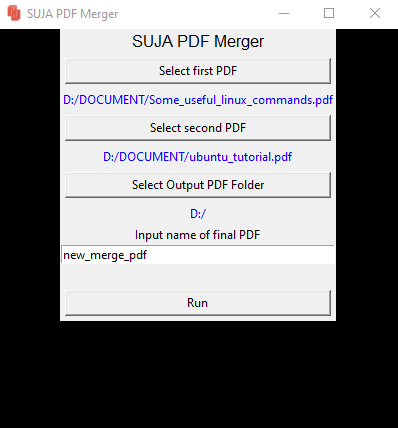 SUJA PDF Merger
SUJA PDF Merger
Select first PDF
D:/DOCUMENT/Some_useful_linux_commands.pdf
Select second PDF
D:/DOCUMENT/ubuntu_tutorial.pdf
Select Output PDF Folder
D:/
Input name of final PDF
new_merge_pdf
Run